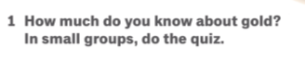 1 How much do you know about gold?
In small groups, do the quiz.